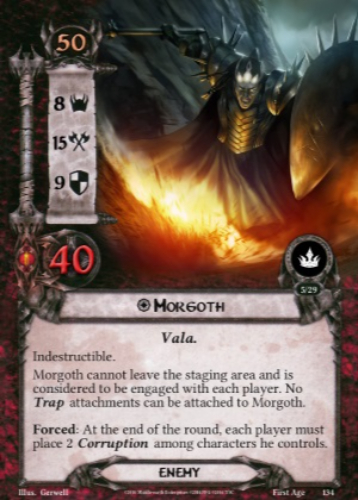 50
8
15
9
40
5/29
Morgoth
Vala.
Indestructible.
Morgoth cannot leave the staging area and is
considered to be engaged with each player. No
Trap attachments can be attached to Morgoth.
Forced: At the end of the round, each player must
place 2 Corruption among characters he controls.
ENEMY
Illus. Gerwell
First Age
134